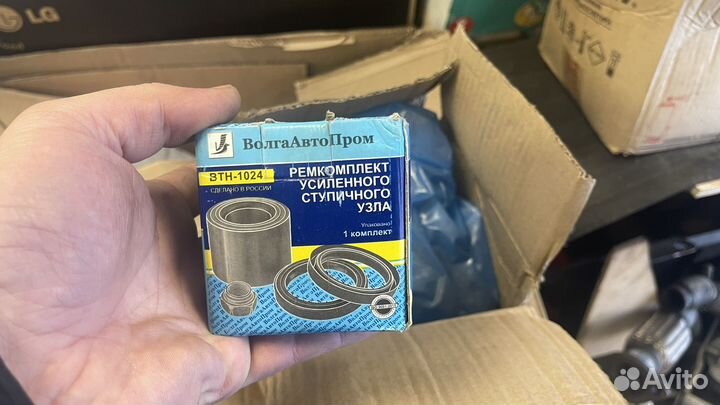 LG
ВолгаАвтоПром
ВТН-1024
СДЕЛАНО В РОССИИ
РЕМКОМПЛЕКТ
УСИЛЕННОГО
СТУПИЧНОГО
УЗЛА
Упаковано!
1 комплект
Avito